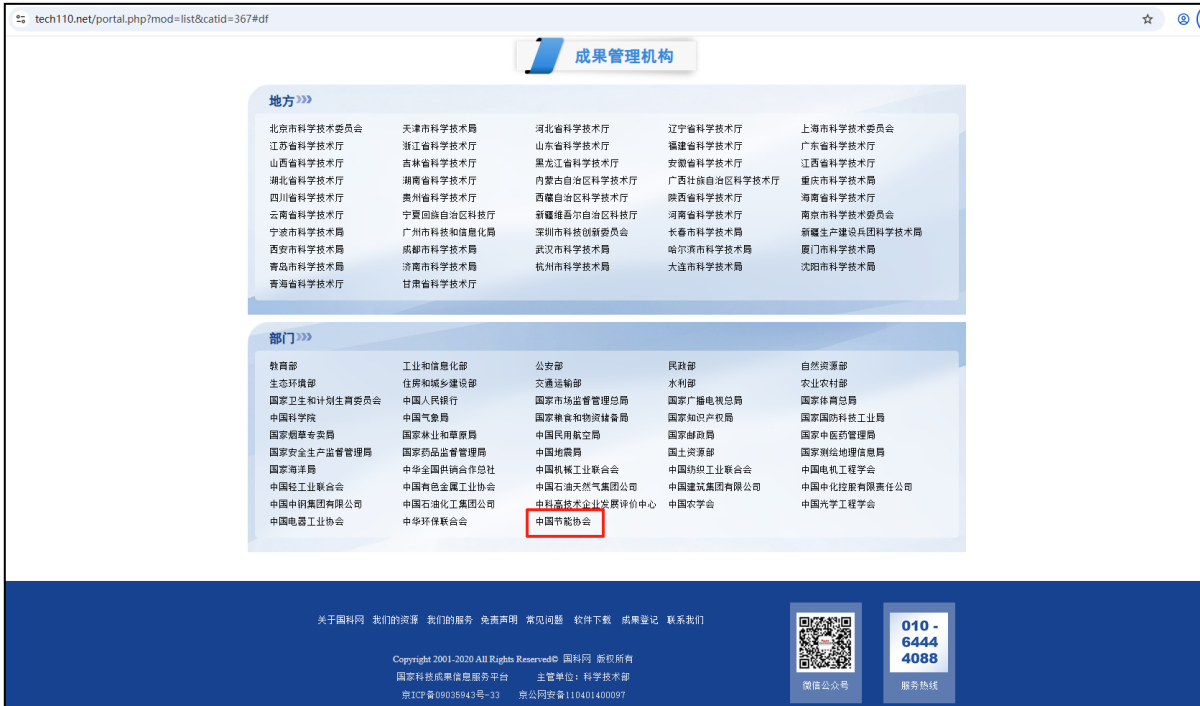 tech110.net/portal.php?mod=list&catid=367#df
成果管理机构
地方
北京市科学技术委员会 天津市科学技术局 河北省科学技术厅 辽宁省科学技术厅 上海市科学技术委员会
江苏省科学技术厅 浙江省科学技术厅 山东省科学技术厅 福建省科学技术厅 广东省科学技术厅
山西省科学技术厅 吉林省科学技术厅 黑龙江省科学技术厅 安徽省科学技术厅 江西省科学技术厅
湖北省科学技术厅 湖南省科学技术厅 内蒙古自治区科学技术厅 广西壮族自治区科学技术厅 重庆市科学技术局
四川省科学技术厅 贵州省科学技术厅 西藏自治区科学技术厅 陕西省科学技术厅 海南省科学技术厅
云南省科学技术厅 宁夏回族自治区科技厅 新疆维吾尔自治区科技厅 河南省科学技术厅 南京市科学技术委员会
宁波市科学技术局 广州市科技和信息化局 深圳市科技创新委员会 长春市科学技术局 新疆生产建设兵团科学技术局
西安市科学技术局 成都市科学技术局 武汉市科学技术局 哈尔滨市科学技术局 厦门市科学技术局
青岛市科学技术局 济南市科学技术局 杭州市科学技术局 大连市科学技术局 沈阳市科学技术局
青海省科学技术厅 甘肃省科学技术厅
部门
教育部 工业和信息化部 公安部 民政部 自然资源部
生态环境部 住房和城乡建设部 交通运输部 水利部 农业农村部
国家卫生和计划生育委员会 中国人民银行 国家市场监督管理总局 国家广播电视总局 国家体育总局
中国科学院 中国气象局 国家粮食和物资储备局 国家知识产权局 国家国防科技工业局
国家烟草专卖局 国家林业和草原局 中国民用航空局 国家邮政局 国家中医药管理局
国家安全生产监督管理局 国家药品监督管理局 中国地震局 国土资源部 国家测绘地理信息局
国家海洋局 中华全国供销合作总社 中国机械工业联合会 中国纺织工业联合会 中国电机工程学会
中国轻工业联合会 中国有色金属工业协会 中国石油天然气集团公司 中国建筑集团有限公司 中国中化控股有限责任公司
中国中钢集团有限公司 中国石油化工集团公司 中科高技术企业发展评价中心 中国农学会 中国光学工程学会
中国电器工业协会 中华环保联合会 中国节能协会
关于国科网 我们的资源 我们的服务 免责声明 常见问题 软件下载 成果登记 联系我们
Copyright 2001-2020 All Rights Reserved© 国科网 版权所有
国家科技成果信息服务平台 主管单位：科学技术部
京ICP备09035943号-33 京公网安备110401400097
微信公众号
010 -
6444
4088
服务热线